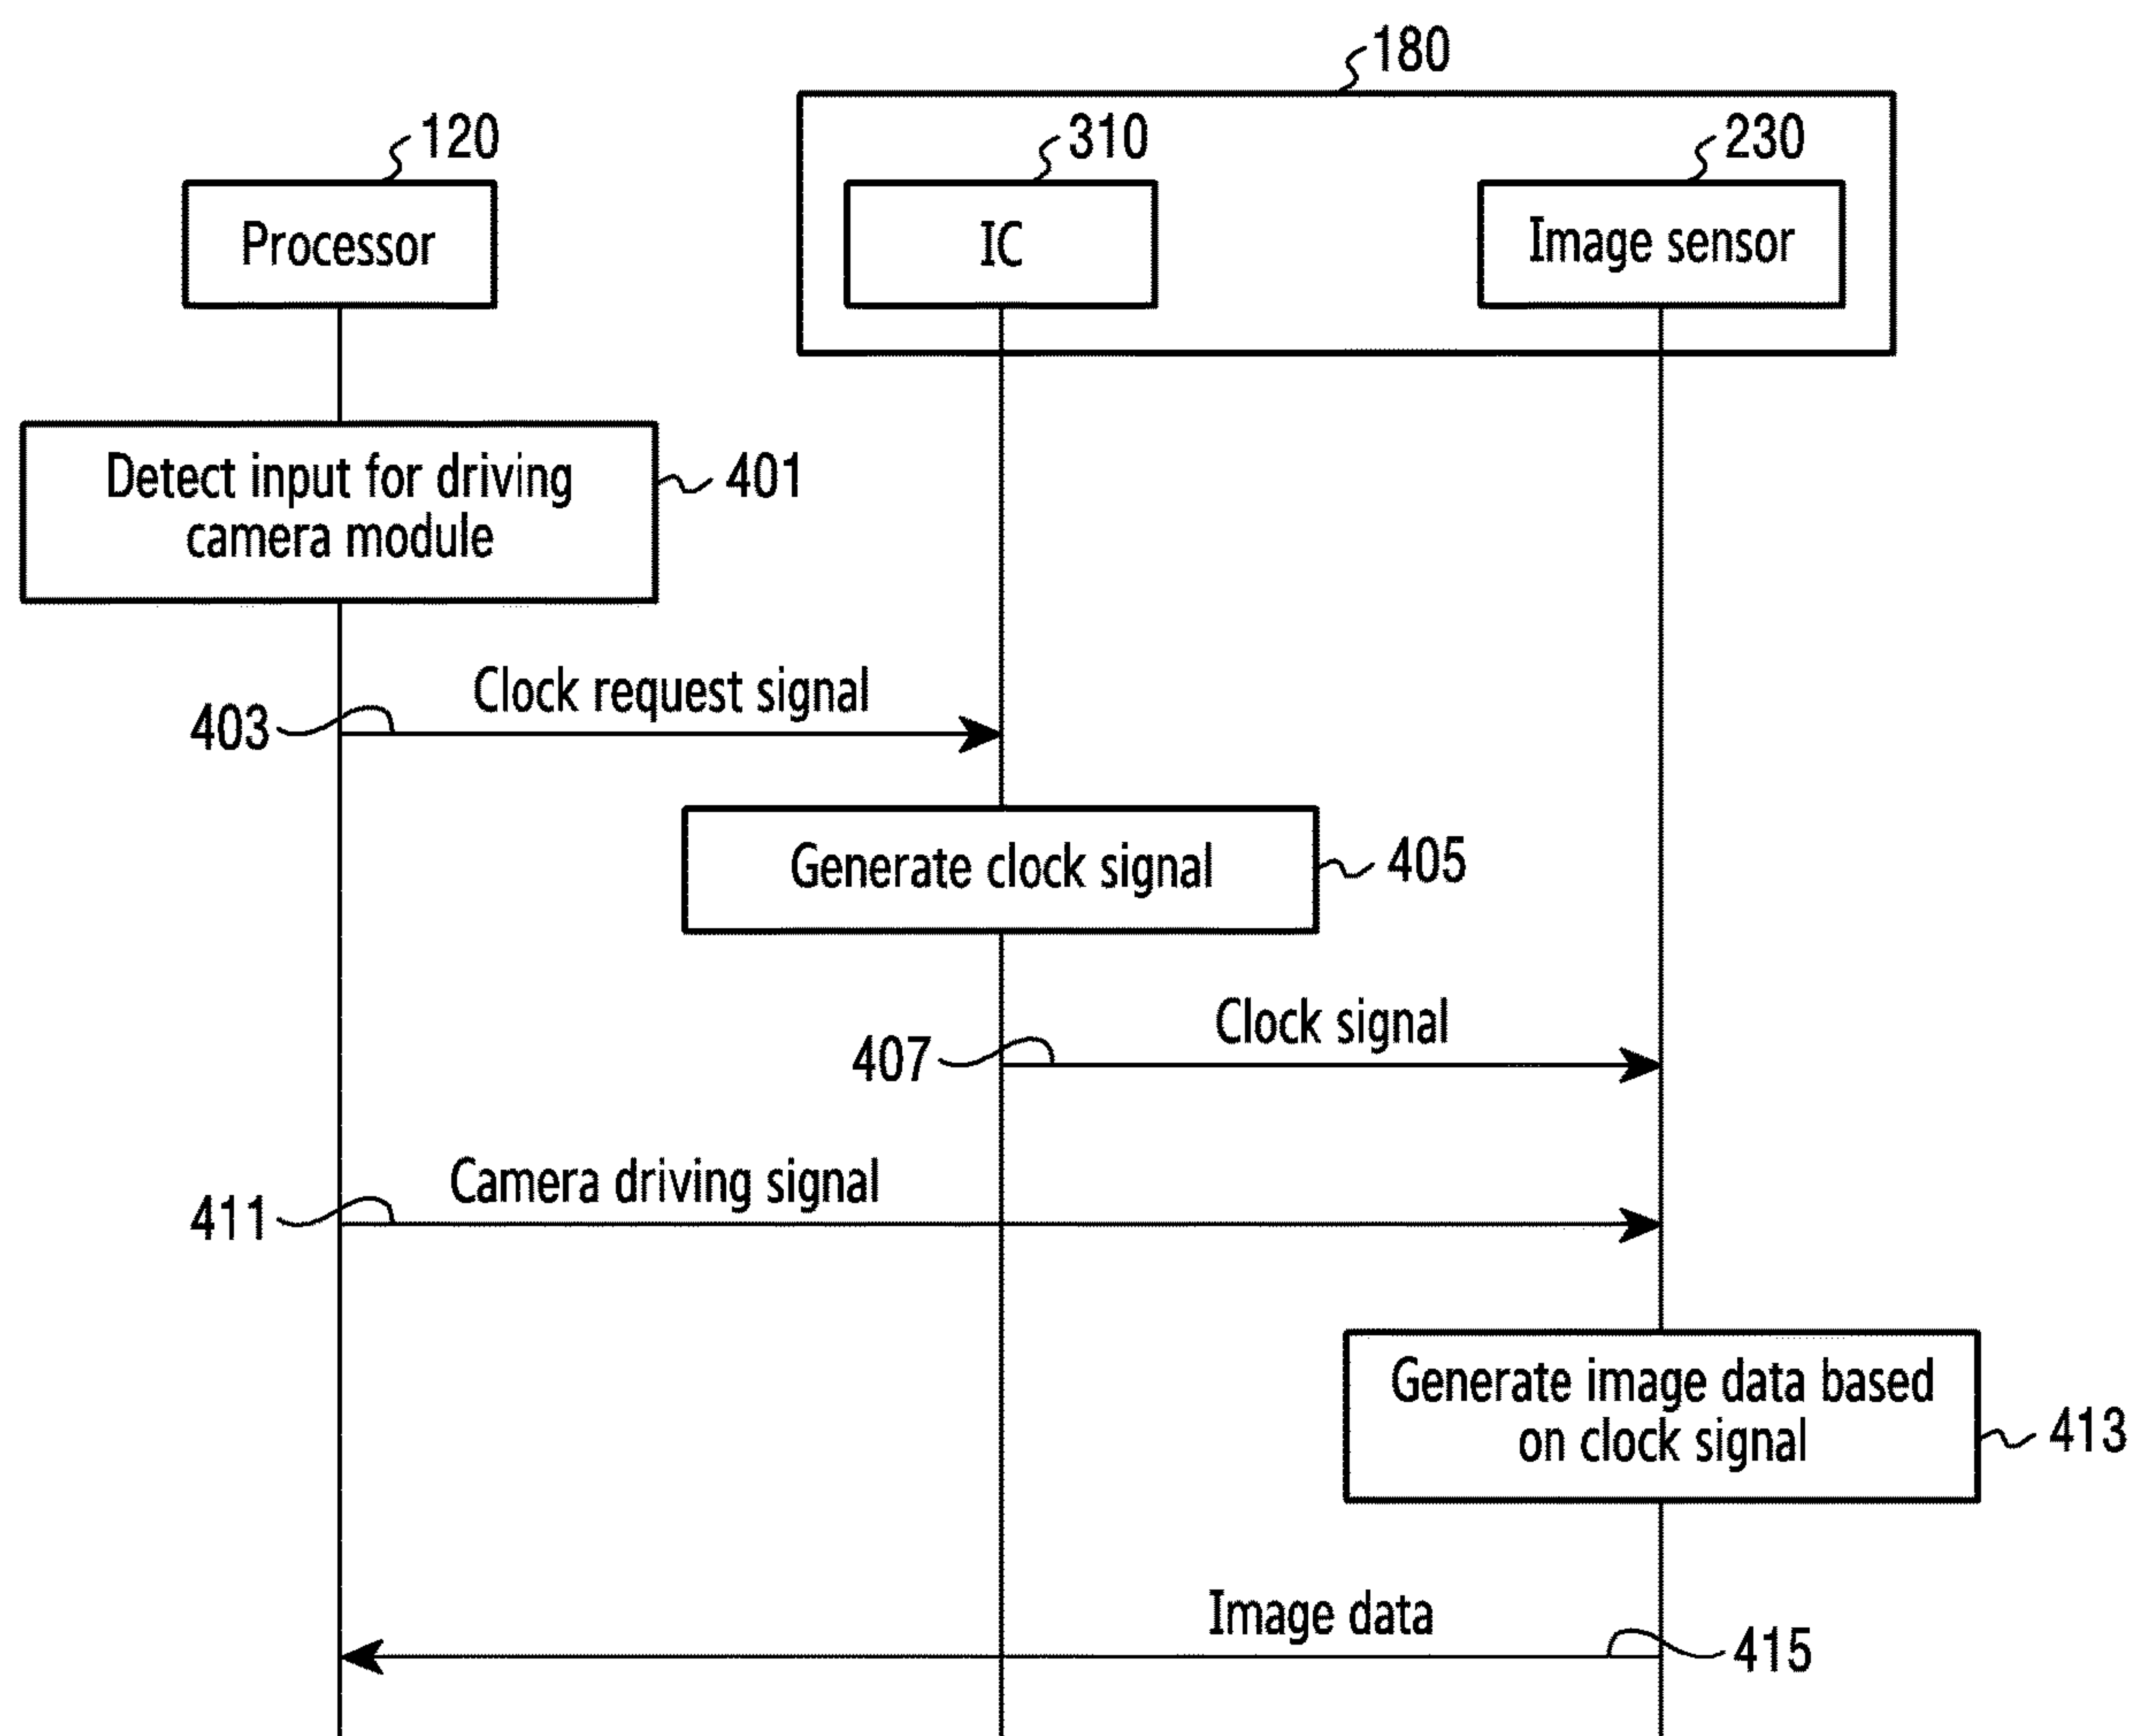 180
120
310
230
Processor
IC
Image sensor
Detect input for driving
camera module
401
Clock request signal
403
Generate clock signal
405
Clock signal
407
Camera driving signal
411
Generate image data based
on clock signal
413
Image data
415